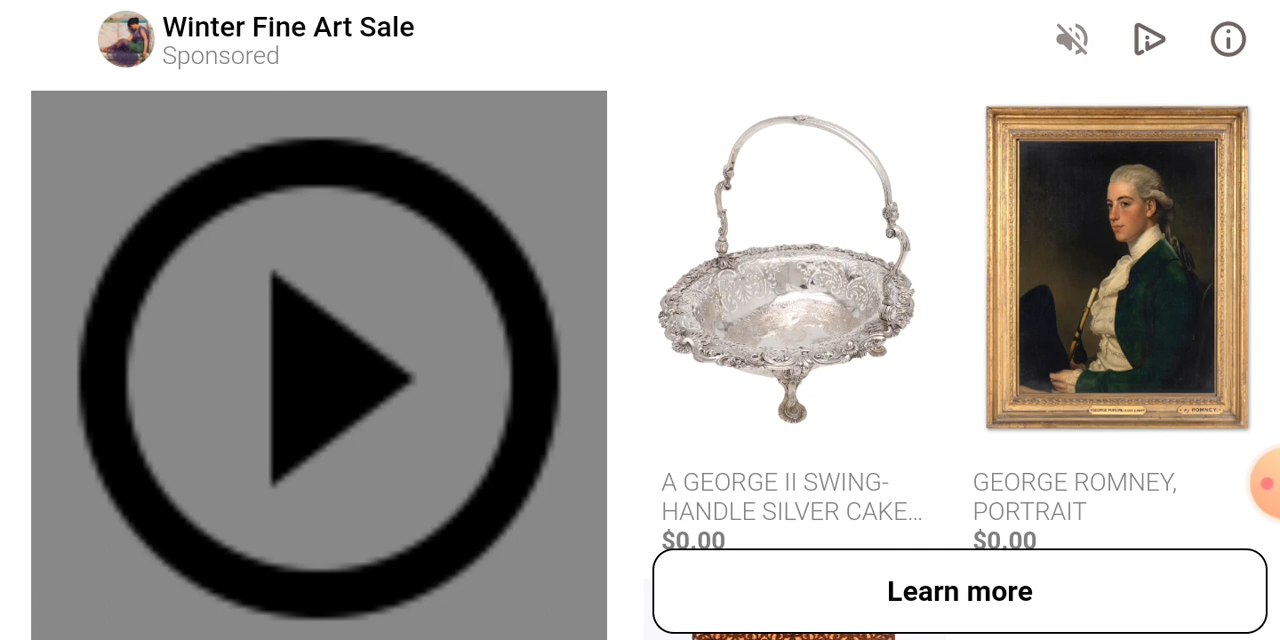 Winter Fine Art Sale
Sponsored
A GEORGE II SWING-
HANDLE SILVER CAKE...
$0.00
GEORGE ROMNEY,
PORTRAIT
$0.00
Learn more